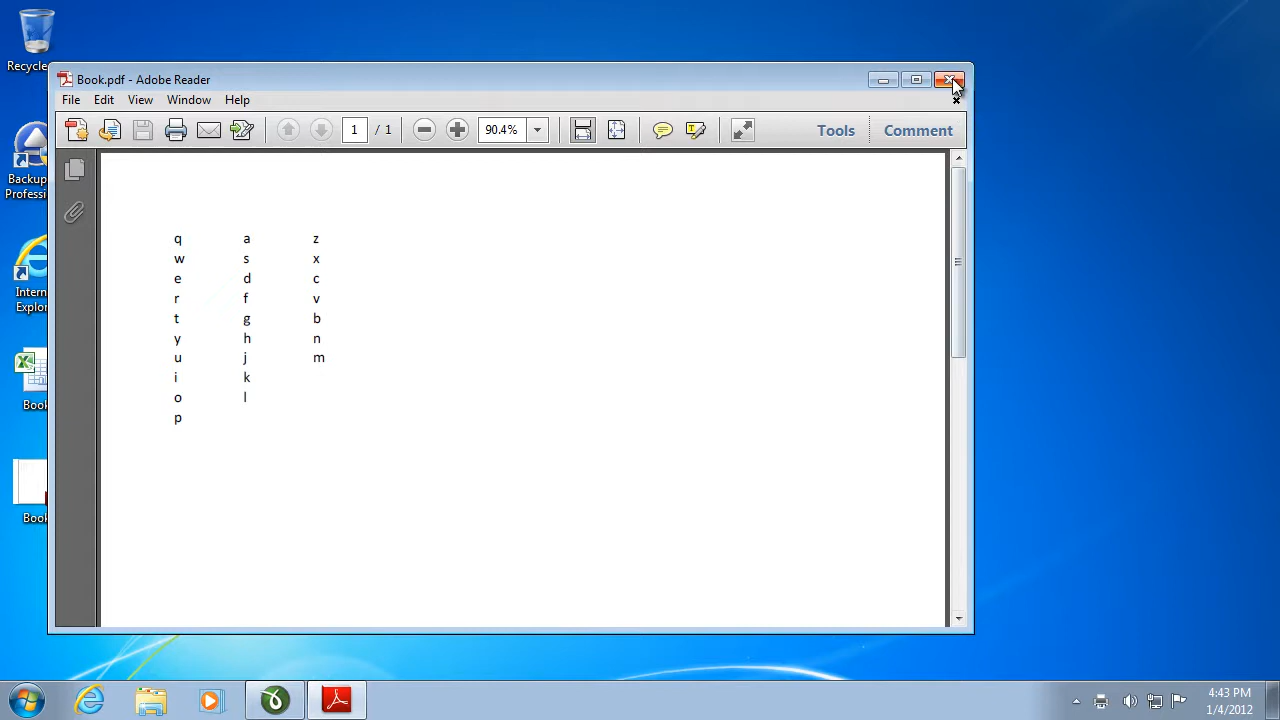 Recycle
Book.pdf - Adobe Reader
File Edit View Window Help
1 / 1 90.4% Tools Comment
Backup
Professi
Intern
Explor
Book
Book
q a z
w s x
e d c
r f v
t g b
y h n
u j m
i k
o l
p
4:43 PM
1/4/2012